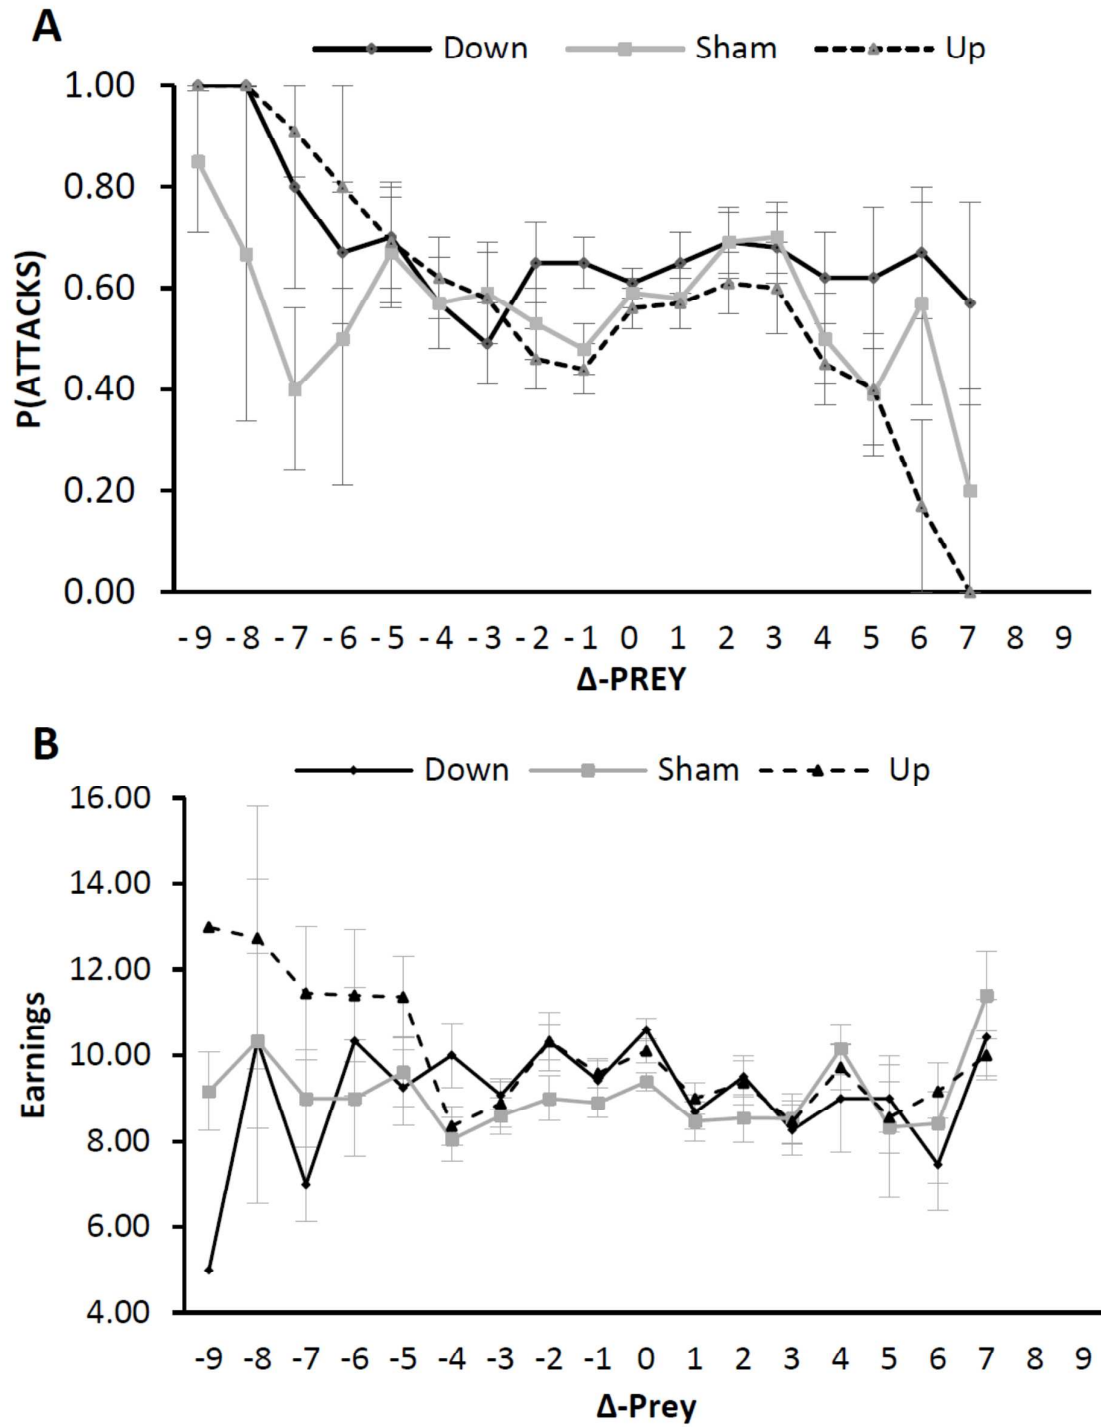 A
Down Sham Up
1.00
0.80
0.60
0.40
0.20
0.00
P(ATTACKS)
-9 -8 -7 -6 -5 -4 -3 -2 -1 0 1 2 3 4 5 6 7 8 9
Δ-PREY
B
Down Sham Up
16.00
14.00
12.00
10.00
8.00
6.00
4.00
Earnings
-9 -8 -7 -6 -5 -4 -3 -2 -1 0 1 2 3 4 5 6 7 8 9
Δ-Prey